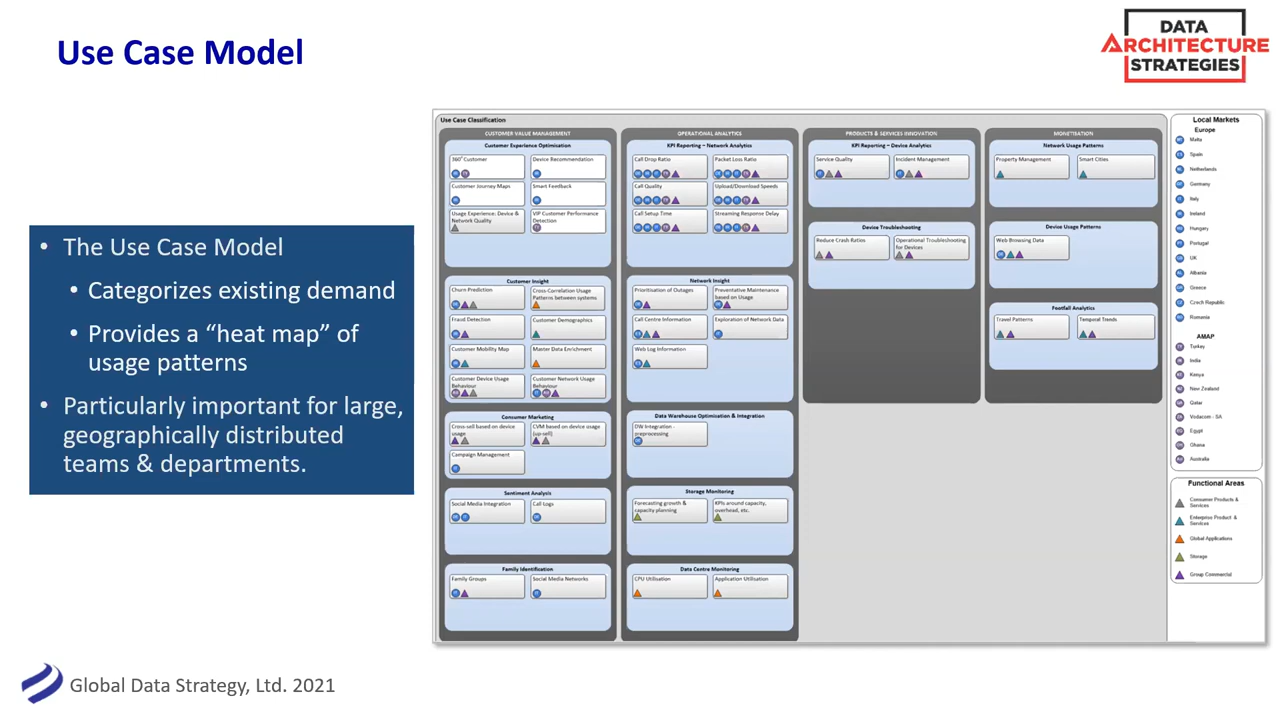 Use Case Model
DATA
ARCHITECTURE
STRATEGIES
• The Use Case Model
• Categorizes existing demand
• Provides a “heat map” of
usage patterns
• Particularly important for large,
geographically distributed
teams & departments.
Use Case Classification
CUSTOMER VALUE MANAGEMENT
Customer Experience Optimisation
360° Customer
Device Recommendation
Customer Journey Maps
Smart Feedback
Usage Experience: Device &
Network Quality
VIP Customer Performance
Detection
Customer Insight
Churn Prediction
Cross-Correlation Usage
Patterns between systems
Fraud Detection
Customer Demographics
Customer Mobility Map
Master Data Enrichment
Customer Device Usage
Behaviour
Customer Network Usage
Behaviour
Consumer Marketing
Cross-sell based on device
usage
CVM based on device usage
(up-sell)
Campaign Management
Sentiment Analysis
Social Media Integration
Call Logs
Family Identification
Family Groups
Social Media Networks
OPERATIONAL ANALYTICS
KPI Reporting – Network Analytics
Call Drop Ratio
Packet Loss Ratio
Call Quality
Upload/Download Speeds
Call Setup Time
Streaming Response Delay
Network Insight
Prioritisation of Outages
Preventative Maintenance
based on Usage
Call Centre Information
Exploration of Network Data
Web Log Information
Data Warehouse Optimisation & Integration
DW Integration -
preprocessing
Storage Monitoring
Forecasting growth &
capacity planning
KPIs around capacity,
overhead, etc.
Data Centre Monitoring
CPU Utilisation
Application Utilisation
PRODUCTS & SERVICES INNOVATION
KPI Reporting – Device Analytics
Service Quality
Incident Management
Device Troubleshooting
Reduce Crash Ratios
Operational Troubleshooting
for Devices
MONETISATION
Network Usage Patterns
Property Management
Smart Cities
Device Usage Patterns
Web Browsing Data
Footfall Analytics
Travel Patterns
Temporal Trends
Local Markets
Europe
Malta
Spain
Netherlands
Germany
Italy
Ireland
Hungary
Portugal
UK
Albania
Greece
Czech Republic
Romania
AMAP
Turkey
India
Kenya
New Zealand
Qatar
Vodacom - SA
Egypt
Ghana
Australia
Functional Areas
Consumer Products &
Services
Enterprise Product &
Services
Global Applications
Storage
Group Commercial
Global Data Strategy, Ltd. 2021